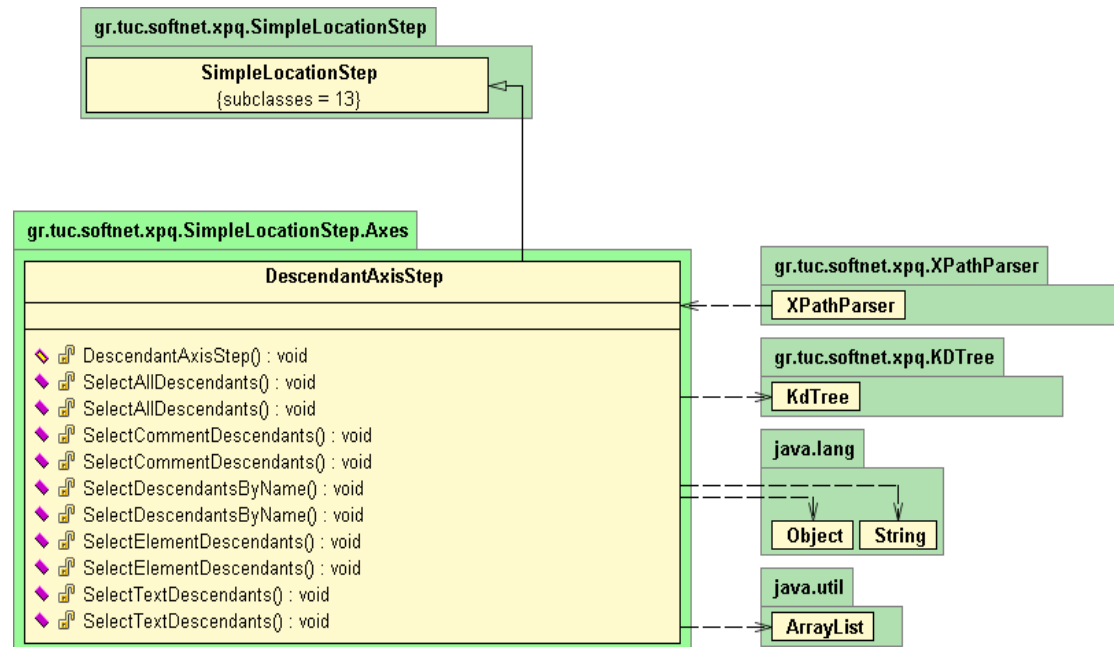 gr.tuc.softnet.xpq.SimpleLocationStep
SimpleLocationStep
{subclasses = 13}
gr.tuc.softnet.xpq.SimpleLocationStep.Axes
DescendantAxisStep
DescendantAxisStep() : void
SelectAllDescendants() : void
SelectAllDescendants() : void
SelectCommentDescendants() : void
SelectCommentDescendants() : void
SelectDescendantsByName() : void
SelectDescendantsByName() : void
SelectElementDescendants() : void
SelectElementDescendants() : void
SelectTextDescendants() : void
SelectTextDescendants() : void
gr.tuc.softnet.xpq.XPathParser
XPathParser
gr.tuc.softnet.xpq.KDTree
KdTree
java.lang
Object
String
java.util
ArrayList